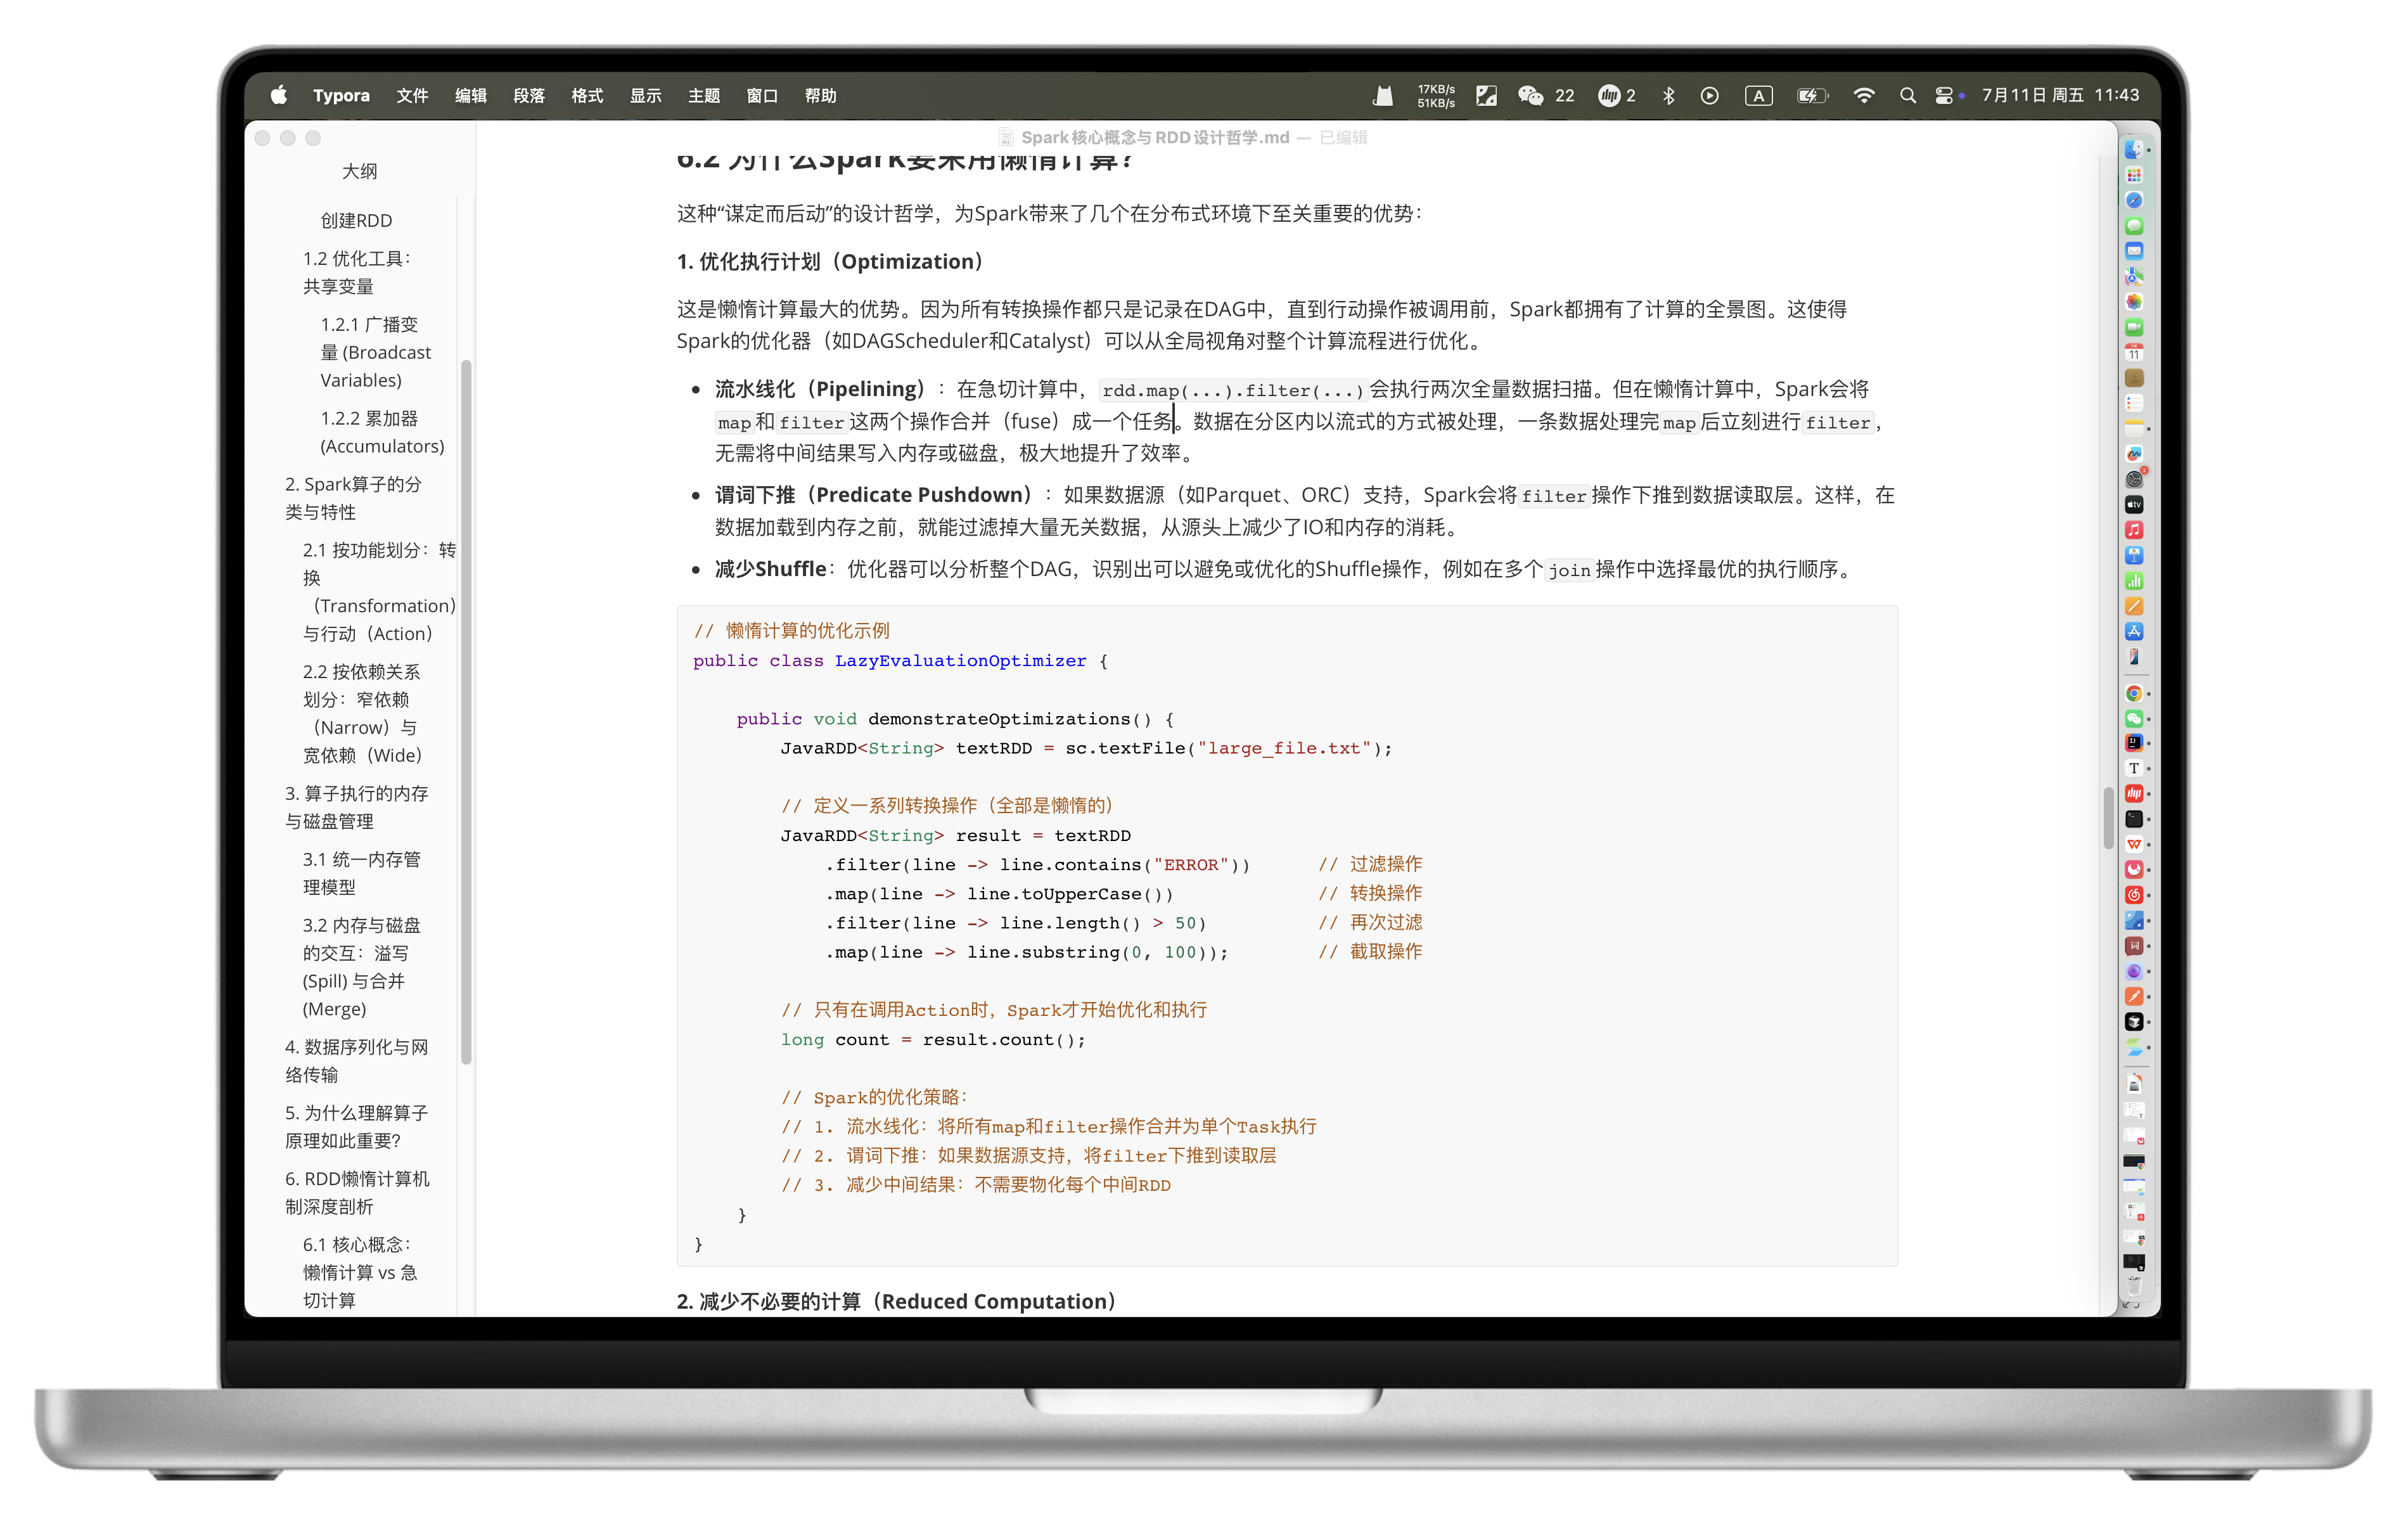 Typora 文件 编辑 段落 格式 显示 主题 窗口 帮助 17KB/s 51KB/s 22 2 A 7月11日 周五 11:43
Spark核心概念与RDD设计哲学.md — 已编辑
大纲
创建RDD
1.2 优化工具：
共享变量
1.2.1 广播变
量 (Broadcast
Variables)
1.2.2 累加器
(Accumulators)
2. Spark算子的分
类与特性
2.1 按功能划分：转
换
（Transformation）
与行动（Action）
2.2 按依赖关系
划分：窄依赖
（Narrow）与
宽依赖（Wide）
3. 算子执行的内存
与磁盘管理
3.1 统一内存管
理模型
3.2 内存与磁盘
的交互：溢写
(Spill) 与合并
(Merge)
4. 数据序列化与网
络传输
5. 为什么理解算子
原理如此重要？
6. RDD懒惰计算机
制深度剖析
6.1 核心概念：
懒惰计算 vs 急
切计算
6.2 为什么Spark要采用懒惰计算？
这种“谋定而后动”的设计哲学，为Spark带来了几个在分布式环境下至关重要的优势：
1. 优化执行计划（Optimization）
这是懒惰计算最大的优势。因为所有转换操作都只是记录在DAG中，直到行动操作被调用前，Spark都拥有了计算的全景图。这使得
Spark的优化器（如DAGScheduler和Catalyst）可以从全局视角对整个计算流程进行优化。
• 流水线化（Pipelining）：在急切计算中，rdd.map(...).filter(...)会执行两次全量数据扫描。但在懒惰计算中，Spark会将
map和filter这两个操作合并（fuse）成一个任务。数据在分区内以流式的方式被处理，一条数据处理完map后立刻进行filter，
无需将中间结果写入内存或磁盘，极大地提升了效率。
• 谓词下推（Predicate Pushdown）：如果数据源（如Parquet、ORC）支持，Spark会将filter操作下推到数据读取层。这样，在
数据加载到内存之前，就能过滤掉大量无关数据，从源头上减少了IO和内存的消耗。
• 减少Shuffle：优化器可以分析整个DAG，识别出可以避免或优化的Shuffle操作，例如在多个join操作中选择最优的执行顺序。
// 懒惰计算的优化示例
public class LazyEvaluationOptimizer {
public void demonstrateOptimizations() {
JavaRDD<String> textRDD = sc.textFile("large_file.txt");
// 定义一系列转换操作（全部是懒惰的）
JavaRDD<String> result = textRDD
.filter(line -> line.contains("ERROR")) // 过滤操作
.map(line -> line.toUpperCase()) // 转换操作
.filter(line -> line.length() > 50) // 再次过滤
.map(line -> line.substring(0, 100)); // 截取操作
// 只有在调用Action时，Spark才开始优化和执行
long count = result.count();
// Spark的优化策略：
// 1. 流水线化：将所有map和filter操作合并为单个Task执行
// 2. 谓词下推：如果数据源支持，将filter下推到读取层
// 3. 减少中间结果：不需要物化每个中间RDD
}
}
2. 减少不必要的计算（Reduced Computation）